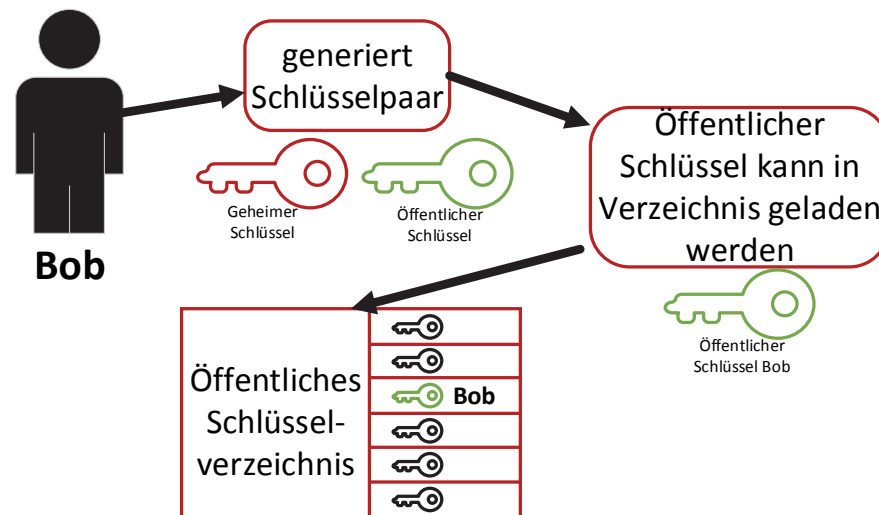 generiert
Schlüsselpaar
Geheimer
Schlüssel
Öffentlicher
Schlüssel
Bob
Öffentlicher
Schlüssel kann in
Verzeichnis geladen
werden
Öffentlicher
Schlüssel Bob
Öffentliches
Schlüssel-
verzeichnis
Bob